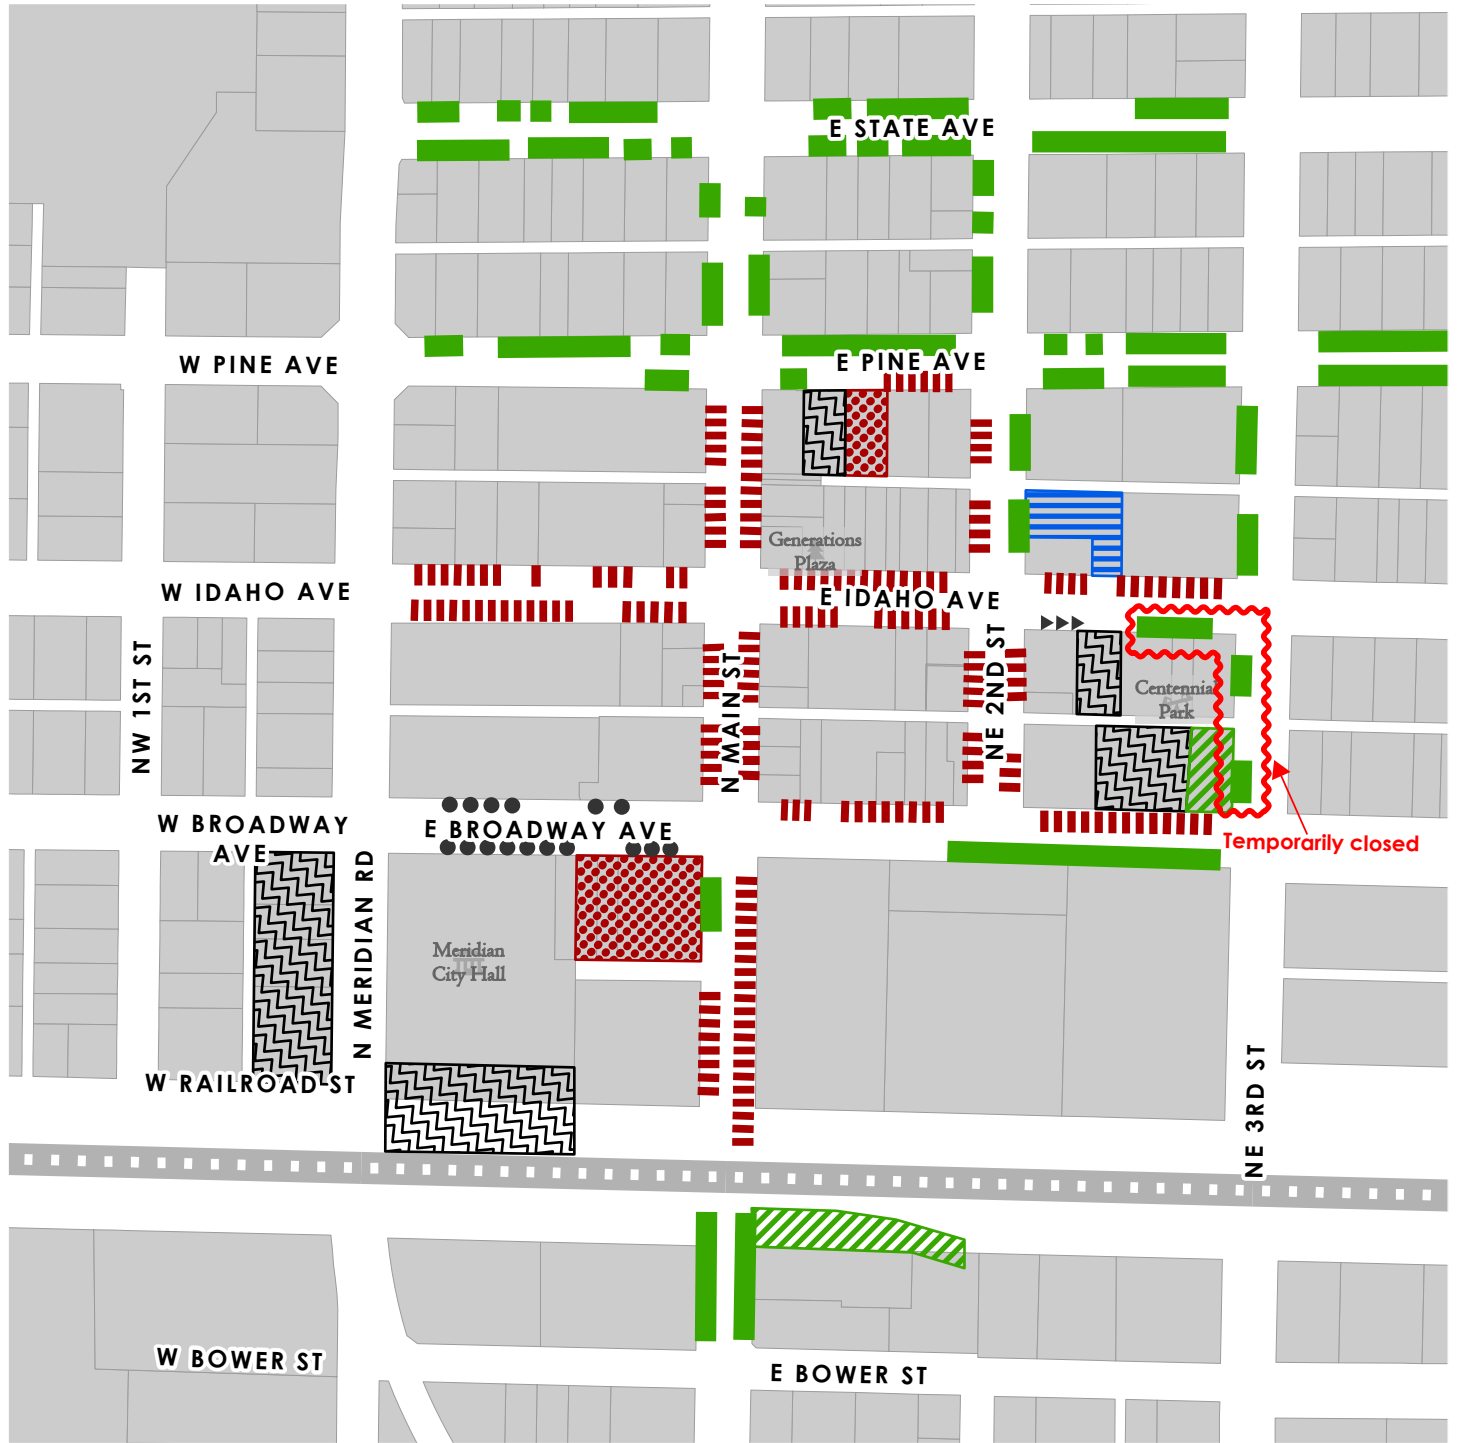 E STATE AVE
W PINE AVE
E PINE AVE
Generations
Plaza
W IDAHO AVE
E IDAHO AVE
NW 1ST ST
N MAIN ST
NE 2ND ST
Centennial
Park
W BROADWAY
AVE
E BROADWAY AVE
Temporarily closed
N MERIDIAN RD
Meridian
City Hall
W RAILROAD ST
NE 3RD ST
W BOWER ST
E BOWER ST